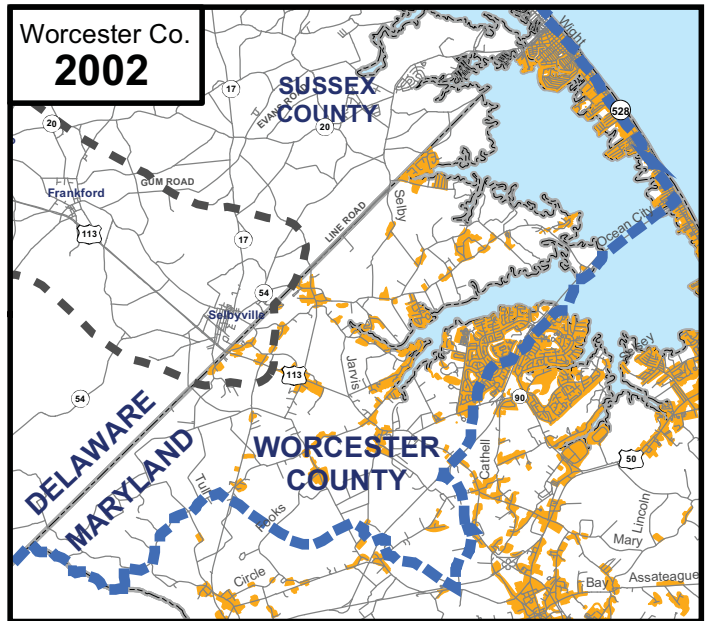 Worcester Co.
2002
Wight
17
SUSSEX
COUNTY
EVANS ROAD
528
20
20
GUM ROAD
Frankford
Selby
LINE ROAD
Ocean City
113
17
54
Selbyville
Jarvis
113
90
54
DELAWARE
MARYLAND
WORCESTER
COUNTY
Cathell
50
Lincoln
Hooks
Mary
Circle
Bay
Assateague